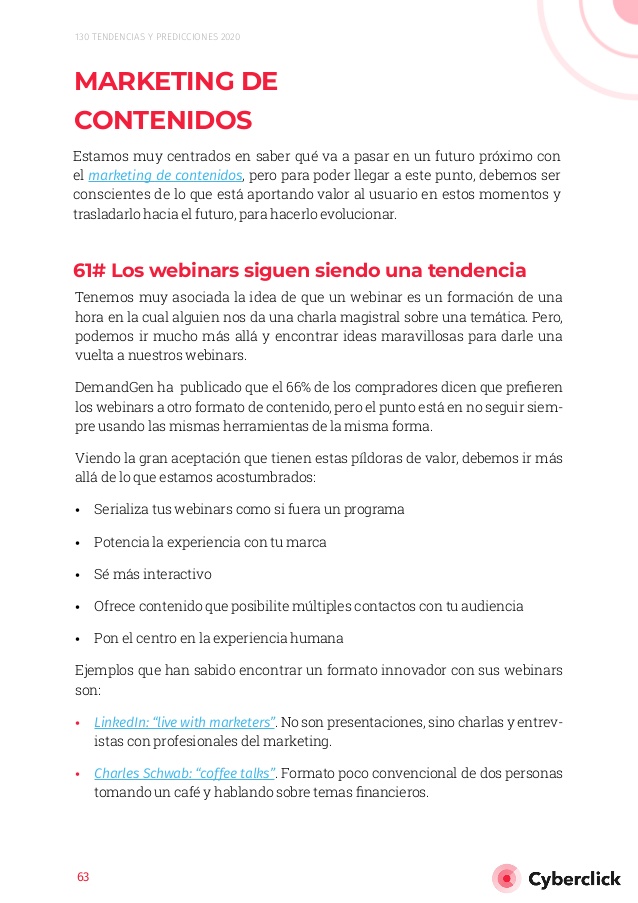 130 TENDENCIAS Y PREDICCIONES 2020
MARKETING DE
CONTENIDOS
Estamos muy centrados en saber qué va a pasar en un futuro próximo con
el marketing de contenidos, pero para poder llegar a este punto, debemos ser
conscientes de lo que está aportando valor al usuario en estos momentos y
trasladarlo hacia el futuro, para hacerlo evolucionar.
61# Los webinars siguen siendo una tendencia
Tenemos muy asociada la idea de que un webinar es un formación de una
hora en la cual alguien nos da una charla magistral sobre una temática. Pero,
podemos ir mucho más allá y encontrar ideas maravillosas para darle una
vuelta a nuestros webinars.
DemandGen ha publicado que el 66% de los compradores dicen que prefieren
los webinars a otro formato de contenido, pero el punto está en no seguir siem-
pre usando las mismas herramientas de la misma forma.
Viendo la gran aceptación que tienen estas píldoras de valor, debemos ir más
allá de lo que estamos acostumbrados:
• Serializa tus webinars como si fuera un programa
• Potencia la experiencia con tu marca
• Sé más interactivo
• Ofrece contenido que posibilite múltiples contactos con tu audiencia
• Pon el centro en la experiencia humana
Ejemplos que han sabido encontrar un formato innovador con sus webinars
son:
• LinkedIn: “live with marketers”. No son presentaciones, sino charlas y entrev-
istas con profesionales del marketing.
• Charles Schwab: “coffee talks”. Formato poco convencional de dos personas
tomando un café y hablando sobre temas financieros.
63
Cyberclick